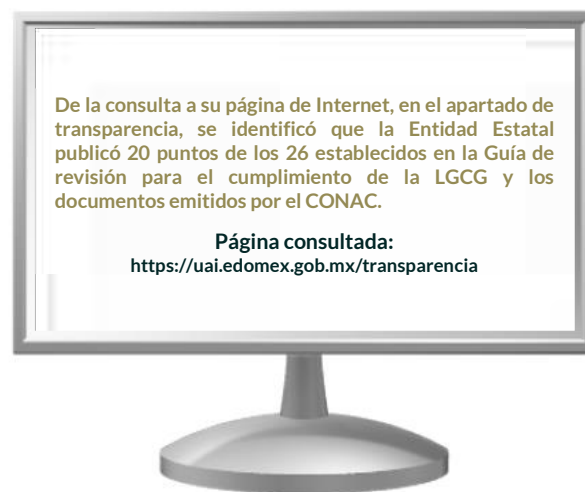 De la consulta a su página de Internet, en el apartado de
transparencia, se identificó que la Entidad Estatal
publicó 20 puntos de los 26 establecidos en la Guía de
revisión para el cumplimiento de la LGCG y los
documentos emitidos por el CONAC.
Página consultada:
https://uai.edomex.gob.mx/transparencia